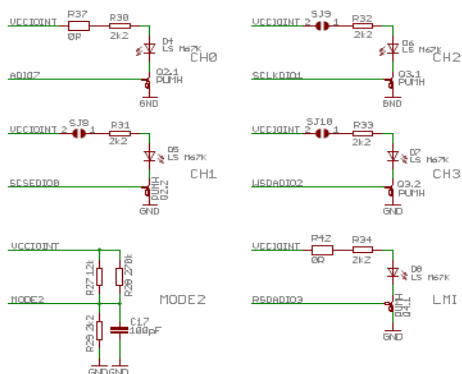 VCCIOINT
R37
0R
R30
2k2
D4
LS M67K
CH0
ADIO7
Q2.1
PUMH
GND
VCCIOINT
SJ9
2
1
R32
2k2
D6
LS M67K
CH2
SCLKDIO1
Q3.1
PUMH
GND
VCCIOINT
SJ8
2
1
R31
2k2
D5
LS M67K
CH1
SCSEDIO0
PUMH
Q2.2
GND
VCCIOINT
SJ10
2
1
R33
2k2
D7
LS M67K
CH3
WSDADIO2
Q3.2
PUMH
GND
VCCIOINT
R27
12k
R28
270k
MODE2
MODE2
R29
2k2
C17
100pF
GND
GND
VCCIOINT
R42
0R
R34
2k2
D8
LS M67K
LMI
RSDADIO3
PUMH
Q4.1
GND